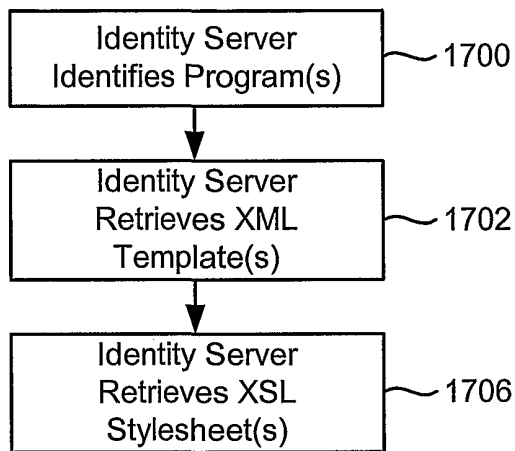 Identity Server
Identifies Program(s)
1700
Identity Server
Retrieves XML
Template(s)
1702
Identity Server
Retrieves XSL
Stylesheet(s)
1706